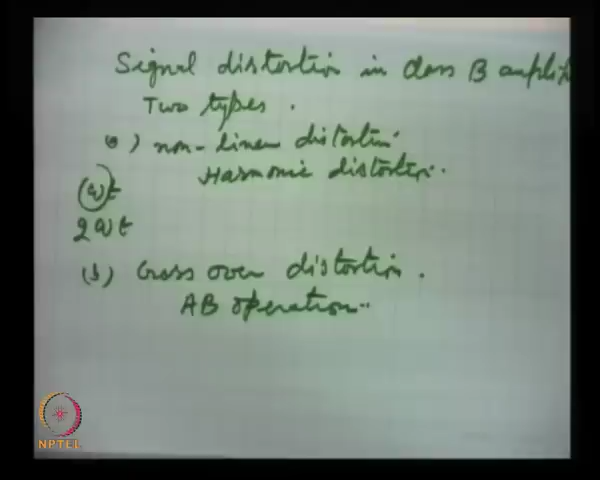 Signal distortion in class B amplif
Two types .
a) non-linear distortion
Harmonic distortion.
ωt
2ωt
(b) Cross over distortion .
AB operation..
NPTEL